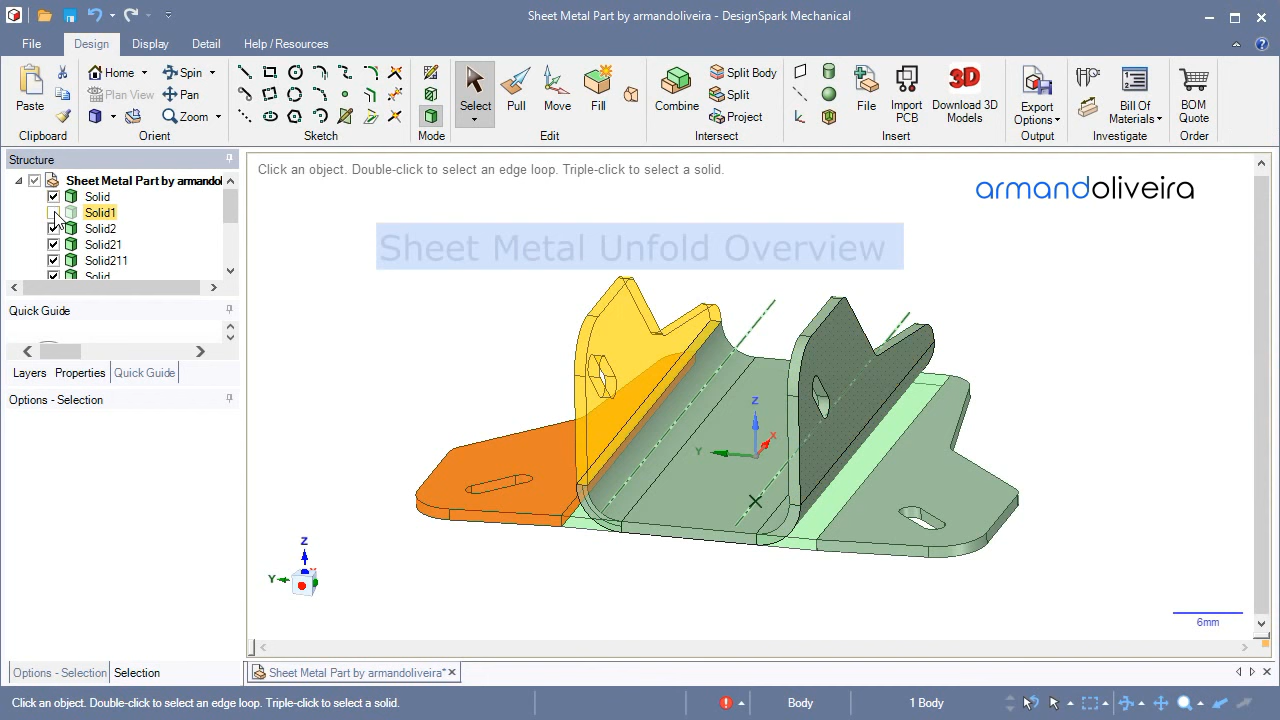 Sheet Metal Part by armandoliveira - DesignSpark Mechanical
File Design Display Detail Help / Resources
Paste
Clipboard
Home Spin
Plan View Pan
Zoom
Orient
Sketch
Mode
Select Pull Move Fill
Edit
Combine
Split Body
Split
Project
Intersect
File Import PCB 3D Download 3D Models
Insert
Export Options
Output
Bill Of Materials
Investigate
BOM Quote
Order
Structure
Sheet Metal Part by armandol
Solid
Solid1
Solid2
Solid21
Solid211
Solid
Quick Guide
Layers Properties Quick Guide
Options - Selection
Options - Selection Selection
Click an object. Double-click to select an edge loop. Triple-click to select a solid.
armandoliveira
Sheet Metal Unfold Overview
Z
X
Y
Z
Y
X
6mm
Sheet Metal Part by armandoliveira*
Click an object. Double-click to select an edge loop. Triple-click to select a solid. Body 1 Body